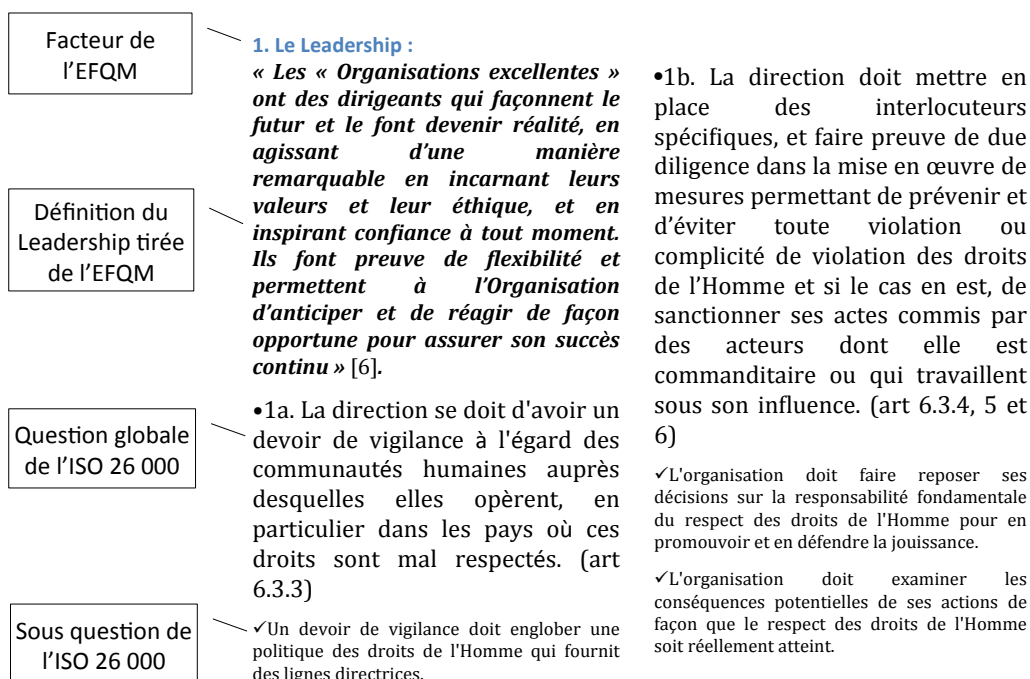 Facteur de
l’EFQM
Définition du
Leadership tirée
de l’EFQM
Question globale
de l’ISO 26 000
Sous question de
l’ISO 26 000
1. Le Leadership :
« Les « Organisations excellentes »
ont des dirigeants qui façonnent le
futur et le font devenir réalité, en
agissant d’une manière
remarquable en incarnant leurs
valeurs et leur éthique, et en
inspirant confiance à tout moment.
Ils font preuve de flexibilité et
permettent à l’Organisation
d’anticiper et de réagir de façon
opportune pour assurer son succès
continu » [6].
•1a. La direction se doit d'avoir un
devoir de vigilance à l'égard des
communautés humaines auprès
desquelles elles opèrent, en
particulier dans les pays où ces
droits sont mal respectés. (art
6.3.3)
✓Un devoir de vigilance doit englober une
politique des droits de l'Homme qui fournit
des lignes directrices.
•1b. La direction doit mettre en
place des interlocuteurs
spécifiques, et faire preuve de due
diligence dans la mise en œuvre de
mesures permettant de prévenir et
d’éviter toute violation ou
complicité de violation des droits
de l’Homme et si le cas en est, de
sanctionner ses actes commis par
des acteurs dont elle est
commanditaire ou qui travaillent
sous son influence. (art 6.3.4, 5 et
6)
✓L'organisation doit faire reposer ses
décisions sur la responsabilité fondamentale
du respect des droits de l'Homme pour en
promouvoir et en défendre la jouissance.
✓L'organisation doit examiner les
conséquences potentielles de ses actions de
façon que le respect des droits de l'Homme
soit réellement atteint.